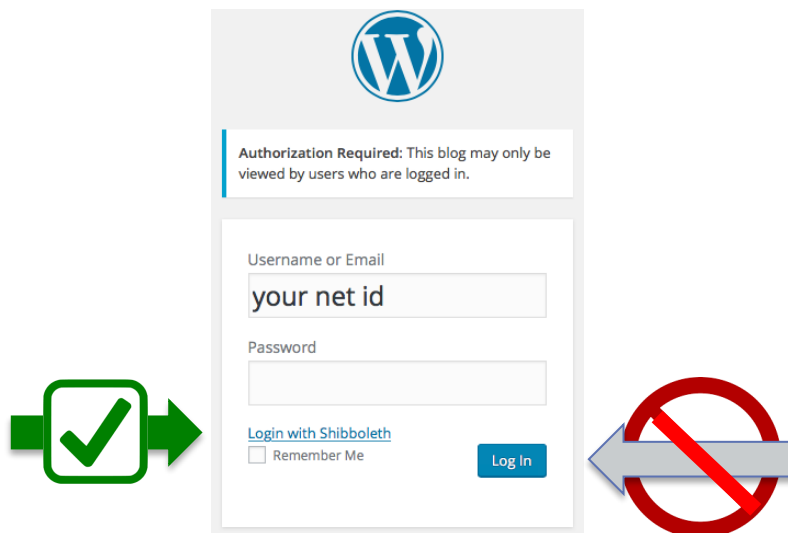 W
Authorization Required: This blog may only be
viewed by users who are logged in.
Username or Email
your net id
Password
Login with Shibboleth
Remember Me
Log In